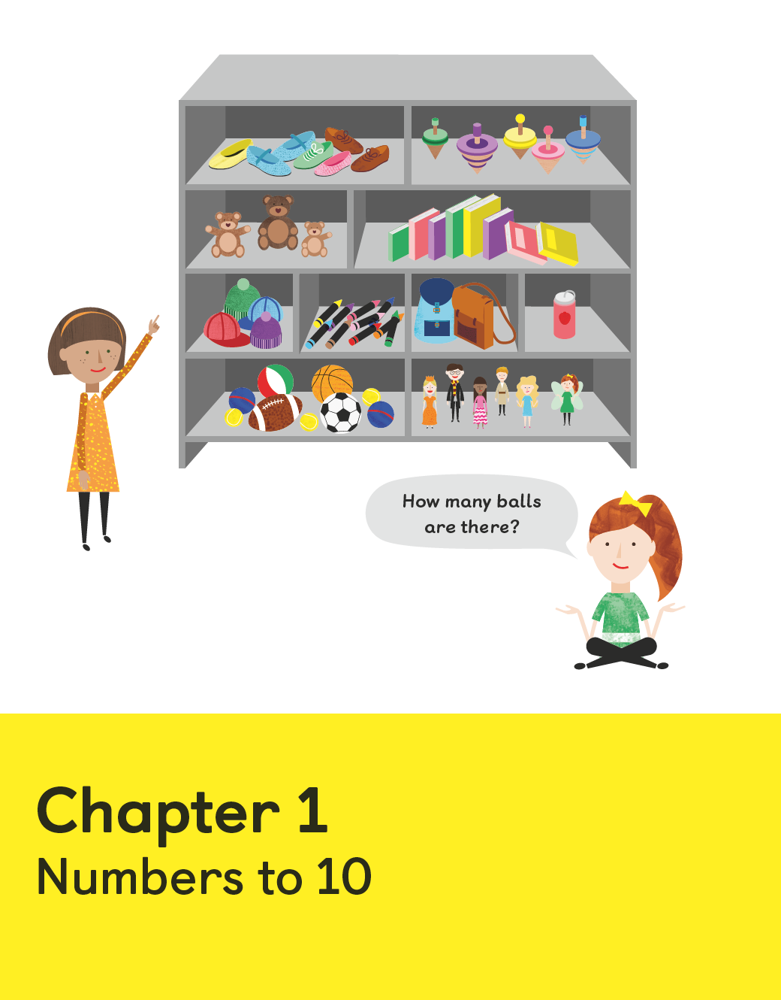 How many balls
are there?
Chapter 1
Numbers to 10